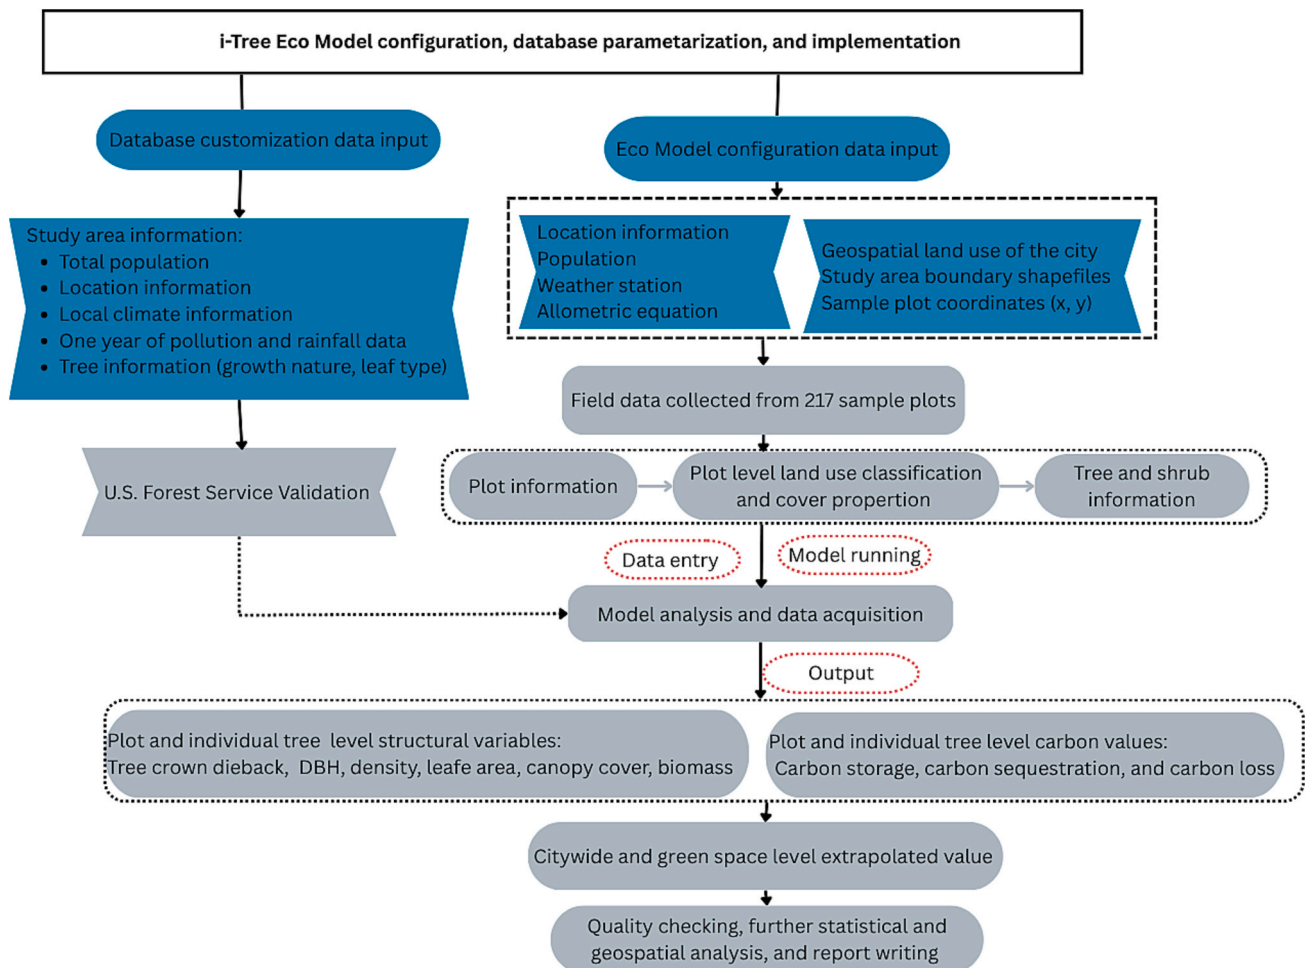 i-Tree Eco Model configuration, database parametarization, and implementation
Database customization data input
Eco Model configuration data input
Study area information:
• Total population
• Location information
• Local climate information
• One year of pollution and rainfall data
• Tree information (growth nature, leaf type)
Location information
Population
Weather station
Allometric equation
Geospatial land use of the city
Study area boundary shapefiles
Sample plot coordinates (x, y)
Field data collected from 217 sample plots
U.S. Forest Service Validation
Plot information
Plot level land use classification
and cover propertion
Tree and shrub
information
Data entry
Model running
Model analysis and data acquisition
Output
Plot and individual tree level structural variables:
Tree crown dieback, DBH, density, leafe area, canopy cover, biomass
Plot and individual tree level carbon values:
Carbon storage, carbon sequestration, and carbon loss
Citywide and green space level extrapolated value
Quality checking, further statistical and
geospatial analysis, and report writing